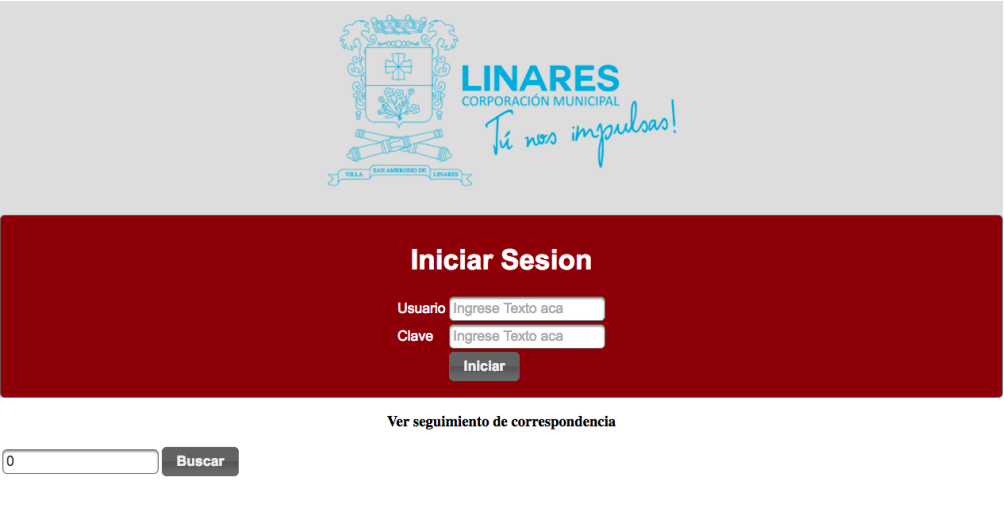 LINARES
CORPORACIÓN MUNICIPAL
Tú nos impulsas!
VILLA SAN AMBROSIO DE LINARES
Iniciar Sesion
Usuario Ingrese Texto aca
Clave Ingrese Texto aca
Iniciar
Ver seguimiento de correspondencia
0 Buscar